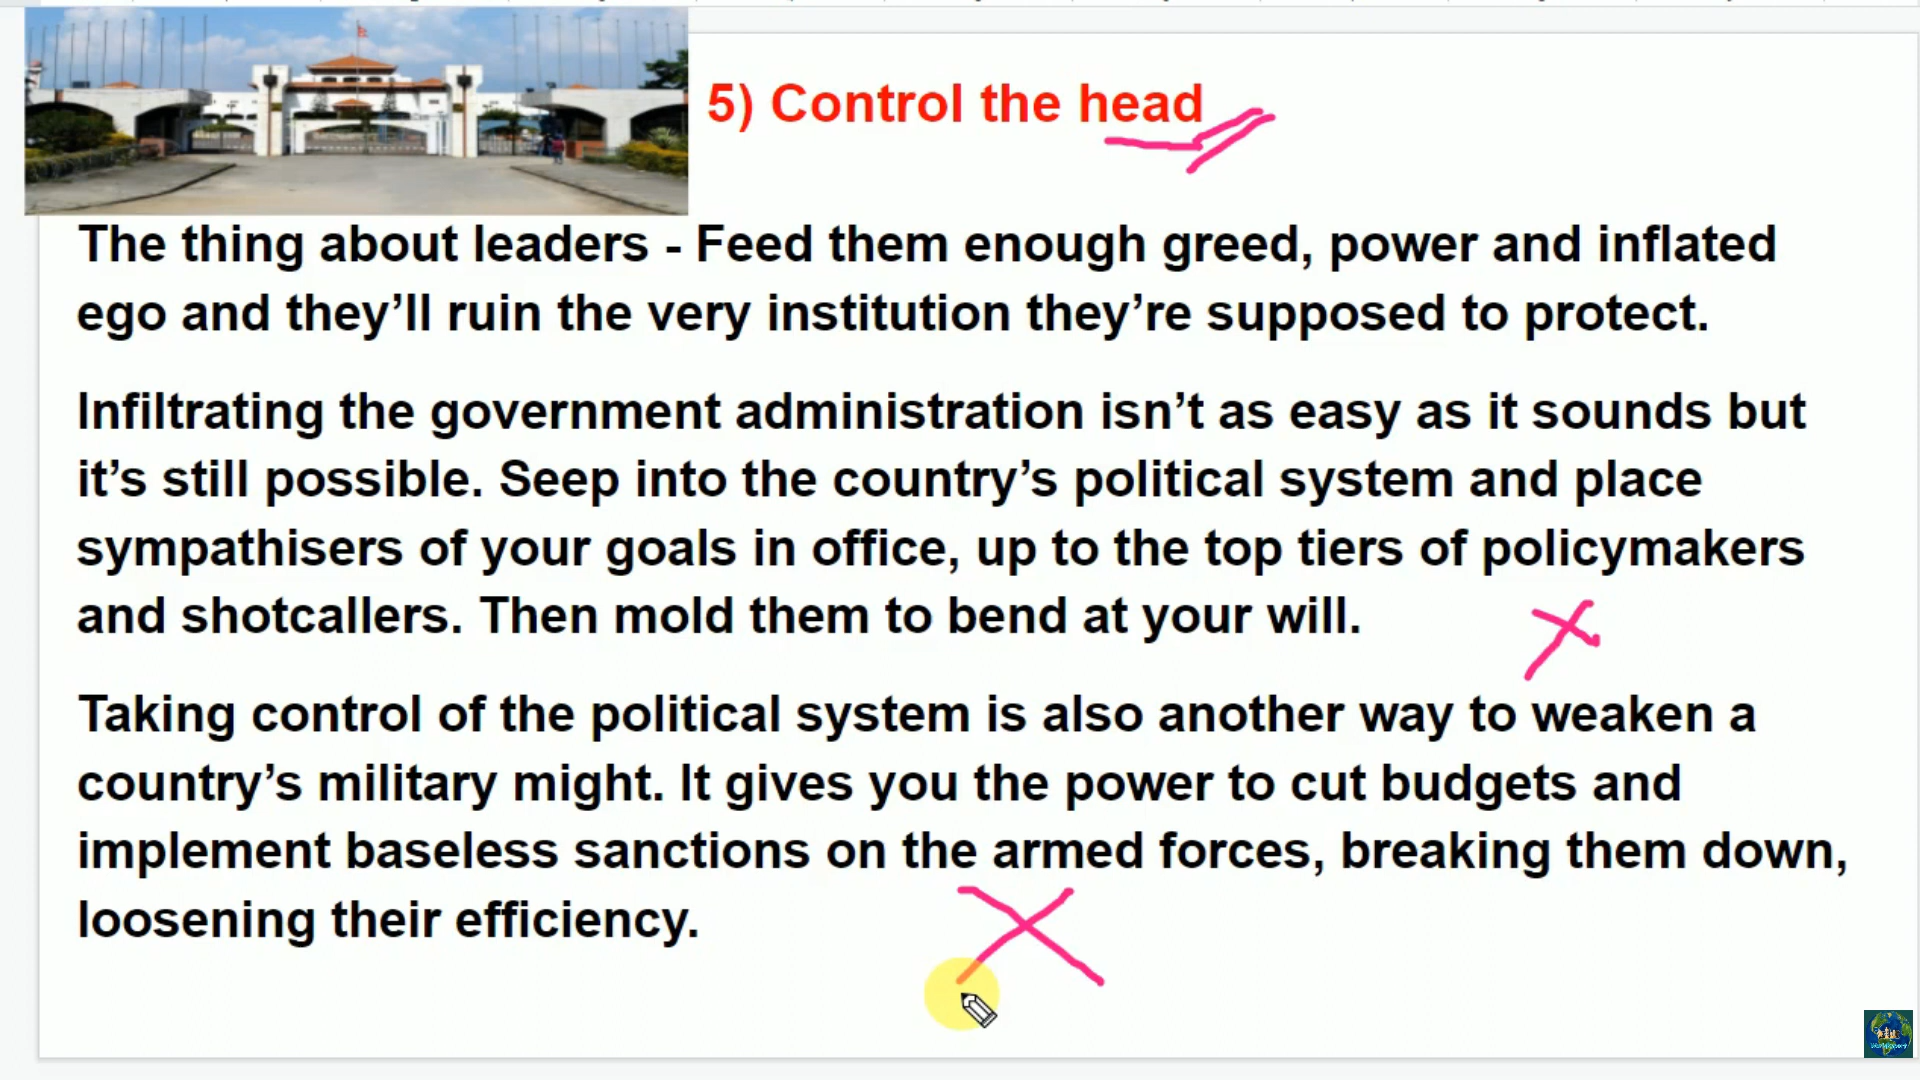 5) Control the head
The thing about leaders - Feed them enough greed, power and inflated
ego and they’ll ruin the very institution they’re supposed to protect.
Infiltrating the government administration isn’t as easy as it sounds but
it’s still possible. Seep into the country’s political system and place
sympathisers of your goals in office, up to the top tiers of policymakers
and shotcallers. Then mold them to bend at your will.
Taking control of the political system is also another way to weaken a
country’s military might. It gives you the power to cut budgets and
implement baseless sanctions on the armed forces, breaking them down,
loosening their efficiency.